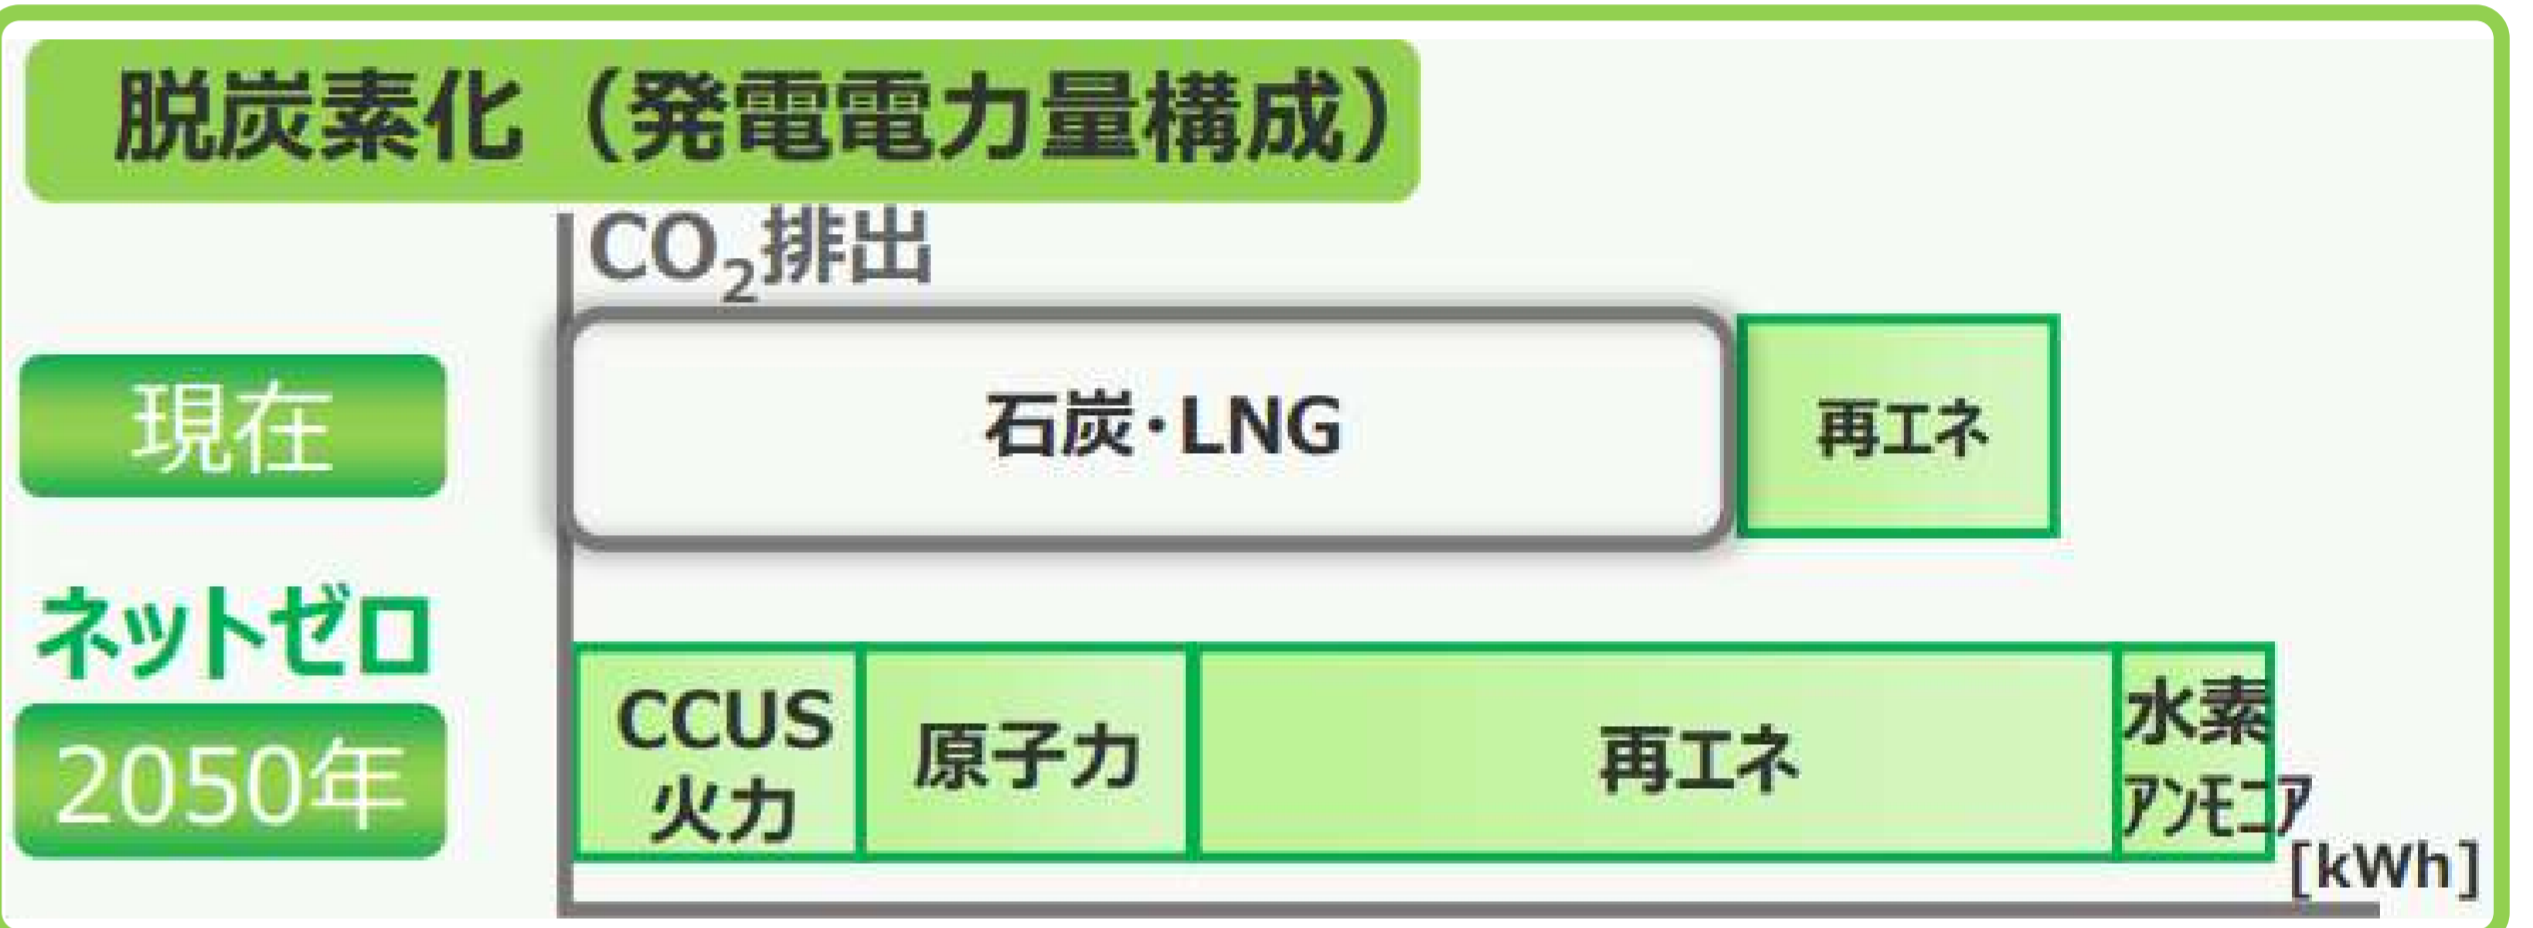 脱炭素化（発電電力量構成）
CO₂排出
現在
石炭・LNG
再エネ
ネットゼロ
2050年
CCUS
火力
原子力
再エネ
水素
アンモニア
[kWh]